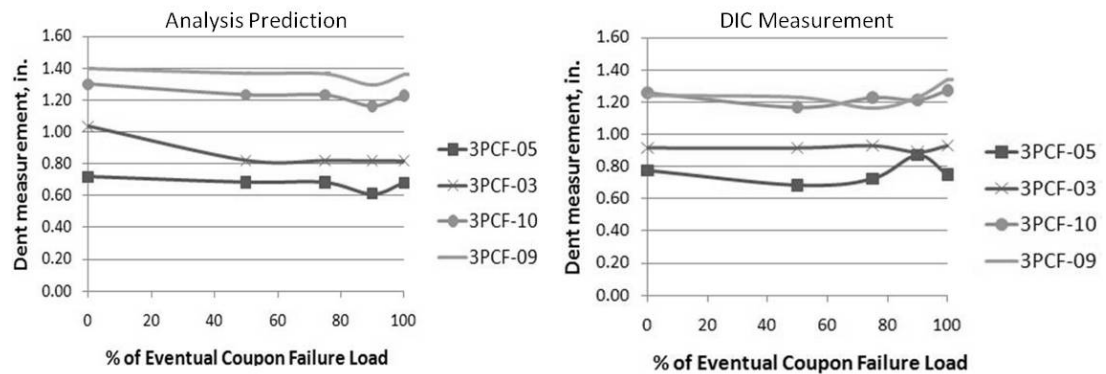 Analysis Prediction
Dent measurement, in.
1.60
1.40
1.20
1.00
0.80
0.60
0.40
0.20
0.00
0 20 40 60 80 100
% of Eventual Coupon Failure Load
3PCF-05
3PCF-03
3PCF-10
3PCF-09
DIC Measurement
Dent measurement, in.
1.60
1.40
1.20
1.00
0.80
0.60
0.40
0.20
0.00
0 20 40 60 80 100
% of Eventual Coupon Failure Load
3PCF-05
3PCF-03
3PCF-10
3PCF-09